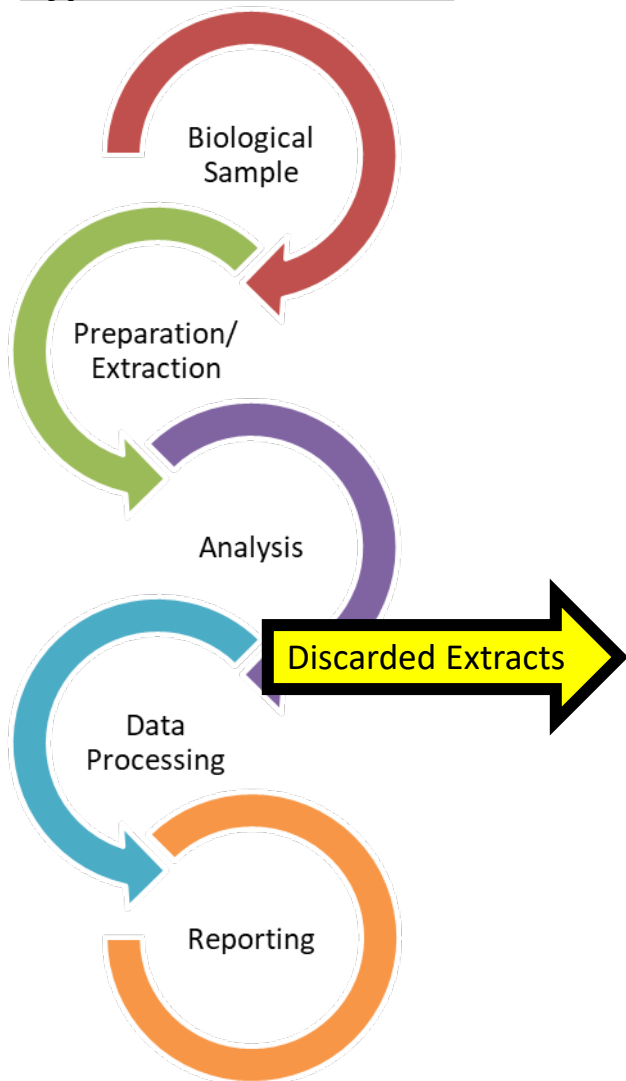 Biological
Sample
Preparation/
Extraction
Analysis
Discarded Extracts
Data
Processing
Reporting